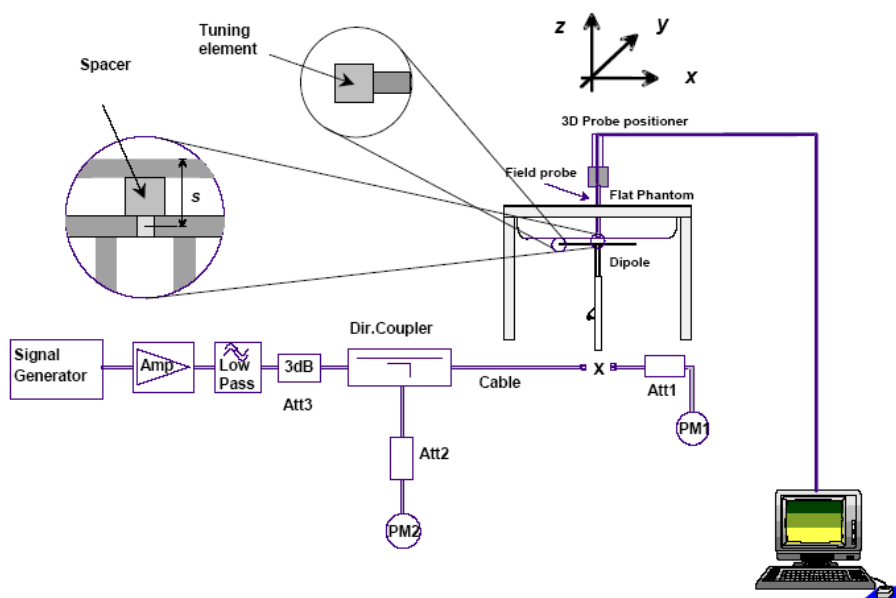 Tuning
element
Spacer
s
z
y
x
3D Probe positioner
Field probe
Flat Phantom
Dipole
Dir.Coupler
Signal
Generator
Amp
Low
Pass
3dB
Att3
Cable
X
Att1
PM1
Att2
PM2